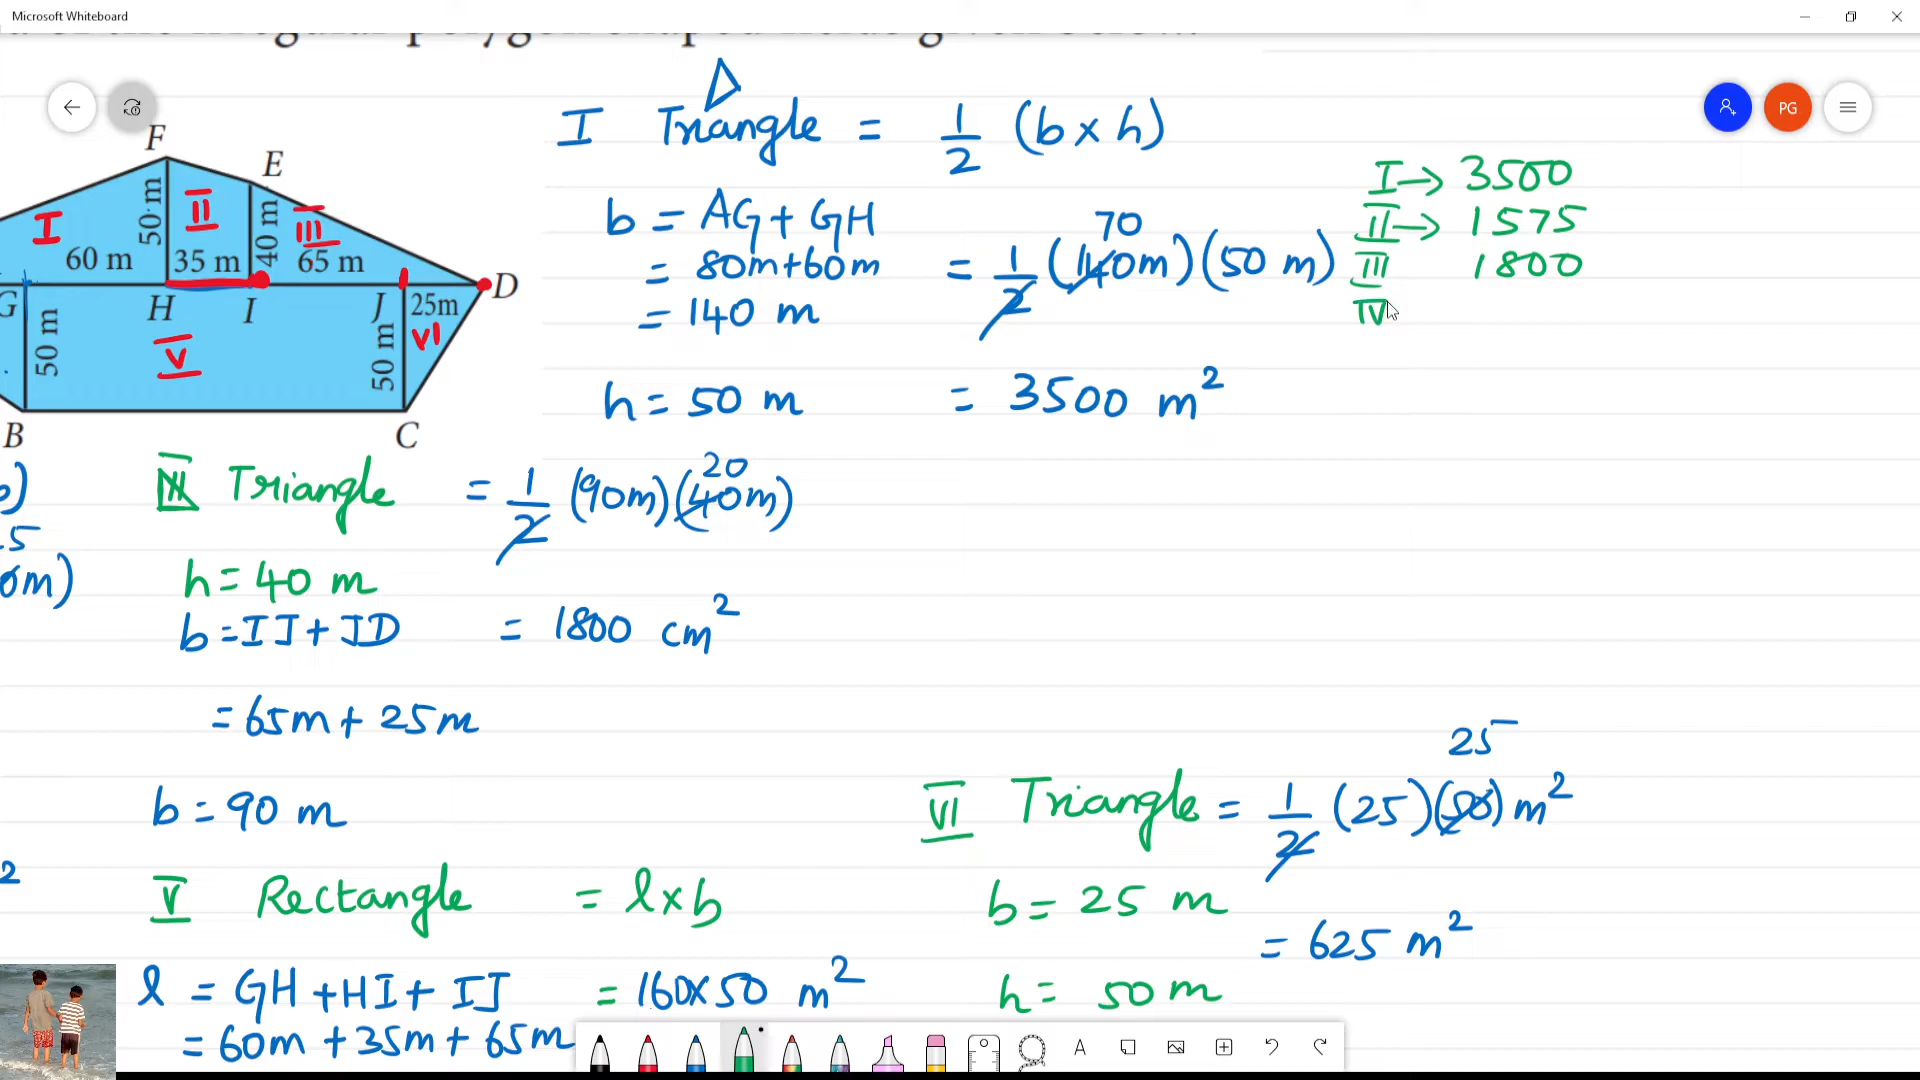 Microsoft Whiteboard
PG
F
E
I
II
III
50 m
40 m
60 m
35 m
65 m
G
H
I
J
25m
D
50 m
V
50 m
VI
B
C
I Triangle = 1/2 (b x h)
b = AG + GH
= 80m+60m
= 140 m
70
= 1/2 (140m)(50 m)
h = 50 m
= 3500 m²
I → 3500
II → 1575
III 1800
IV
III Triangle = 1/2 (90m)(40m)
20
h = 40 m
b = IJ + JD
= 1800 cm²
= 65m + 25m
b = 90 m
5
m)
2
V Rectangle = l x b
l = GH + HI + IJ = 160x50 m²
= 60m + 35m + 65m
25
VI Triangle = 1/2 (25)(50) m²
b = 25 m
= 625 m²
h = 50 m
A